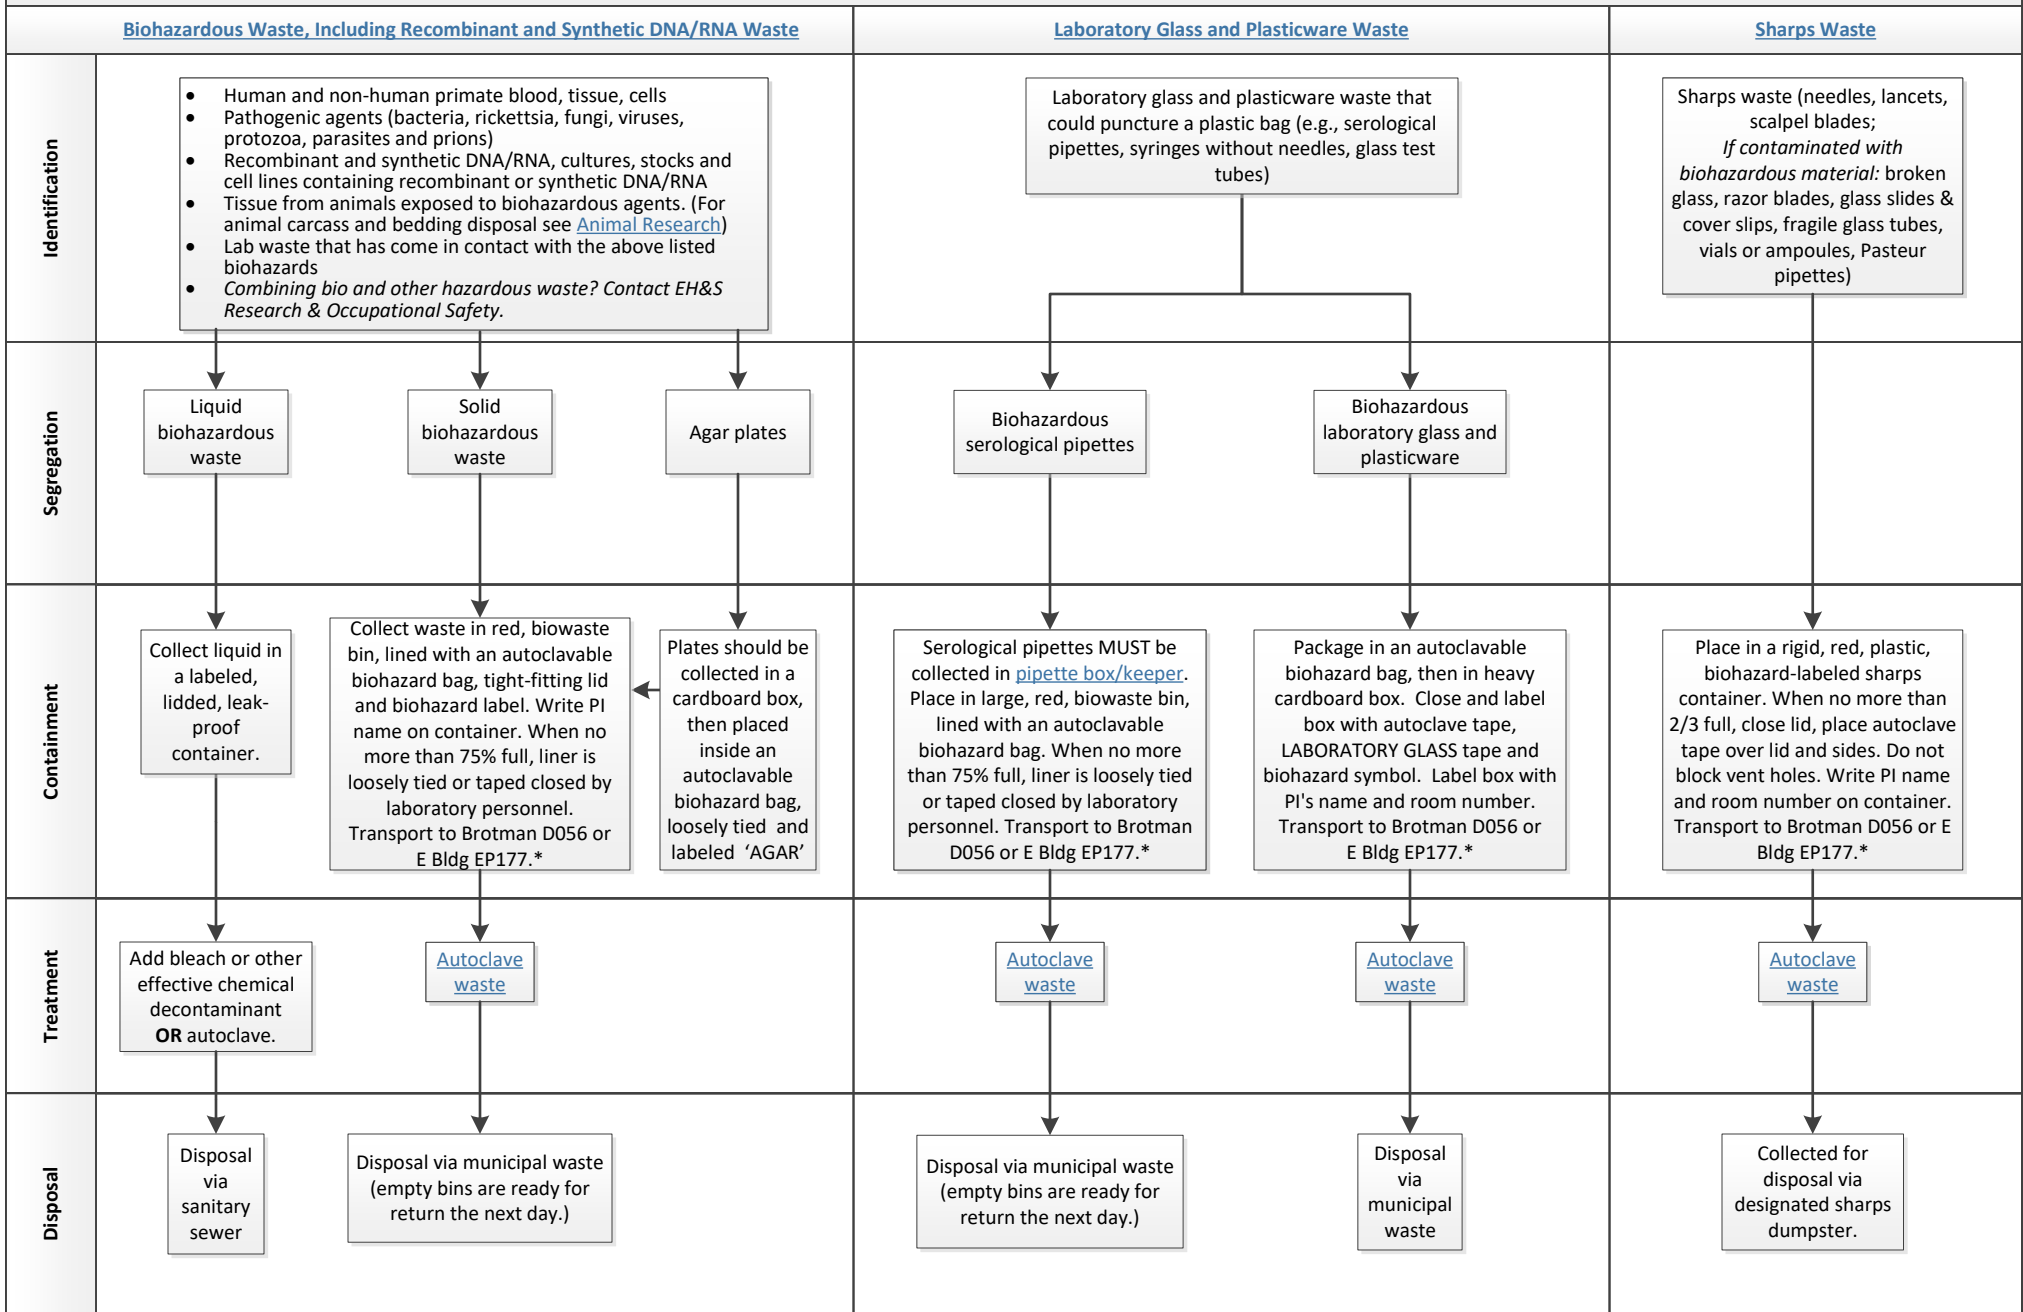 Biohazardous Waste, Including Recombinant and Synthetic DNA/RNA Waste
Laboratory Glass and Plasticware Waste
Sharps Waste
Identification
• Human and non-human primate blood, tissue, cells
• Pathogenic agents (bacteria, rickettsia, fungi, viruses,
protozoa, parasites and prions)
• Recombinant and synthetic DNA/RNA, cultures, stocks and
cell lines containing recombinant or synthetic DNA/RNA
• Tissue from animals exposed to biohazardous agents. (For
animal carcass and bedding disposal see Animal Research)
• Lab waste that has come in contact with the above listed
biohazards
• Combining bio and other hazardous waste? Contact EH&S
Research & Occupational Safety.
Laboratory glass and plasticware waste that
could puncture a plastic bag (e.g., serological
pipettes, syringes without needles, glass test
tubes)
Sharps waste (needles, lancets,
scalpel blades;
If contaminated with
biohazardous material: broken
glass, razor blades, glass slides &
cover slips, fragile glass tubes,
vials or ampoules, Pasteur
pipettes)
Segregation
Liquid
biohazardous
waste
Solid
biohazardous
waste
Agar plates
Biohazardous
serological pipettes
Biohazardous
laboratory glass and
plasticware
Containment
Collect liquid in
a labeled,
lidded, leak-
proof
container.
Collect waste in red, biowaste
bin, lined with an autoclavable
biohazard bag, tight-fitting lid
and biohazard label. Write PI
name on container. When no
more than 75% full, liner is
loosely tied or taped closed by
laboratory personnel.
Transport to Brotman D056 or
E Bldg EP177.*
Plates should be
collected in a
cardboard box,
then placed
inside an
autoclavable
biohazard bag,
loosely tied and
labeled ‘AGAR’
Serological pipettes MUST be
collected in pipette box/keeper.
Place in large, red, biowaste bin,
lined with an autoclavable
biohazard bag. When no more
than 75% full, liner is loosely tied
or taped closed by laboratory
personnel. Transport to Brotman
D056 or E Bldg EP177.*
Package in an autoclavable
biohazard bag, then in heavy
cardboard box. Close and label
box with autoclave tape,
LABORATORY GLASS tape and
biohazard symbol. Label box with
PI's name and room number.
Transport to Brotman D056 or
E Bldg EP177.*
Place in a rigid, red, plastic,
biohazard-labeled sharps
container. When no more than
2/3 full, close lid, place autoclave
tape over lid and sides. Do not
block vent holes. Write PI name
and room number on container.
Transport to Brotman D056 or E
Bldg EP177.*
Treatment
Add bleach or other
effective chemical
decontaminant
OR autoclave.
Autoclave
waste
Autoclave
waste
Autoclave
waste
Autoclave
waste
Disposal
Disposal
via
sanitary
sewer
Disposal via municipal waste
(empty bins are ready for
return the next day.)
Disposal via municipal waste
(empty bins are ready for
return the next day.)
Disposal
via
municipal
waste
Collected for
disposal via
designated sharps
dumpster.